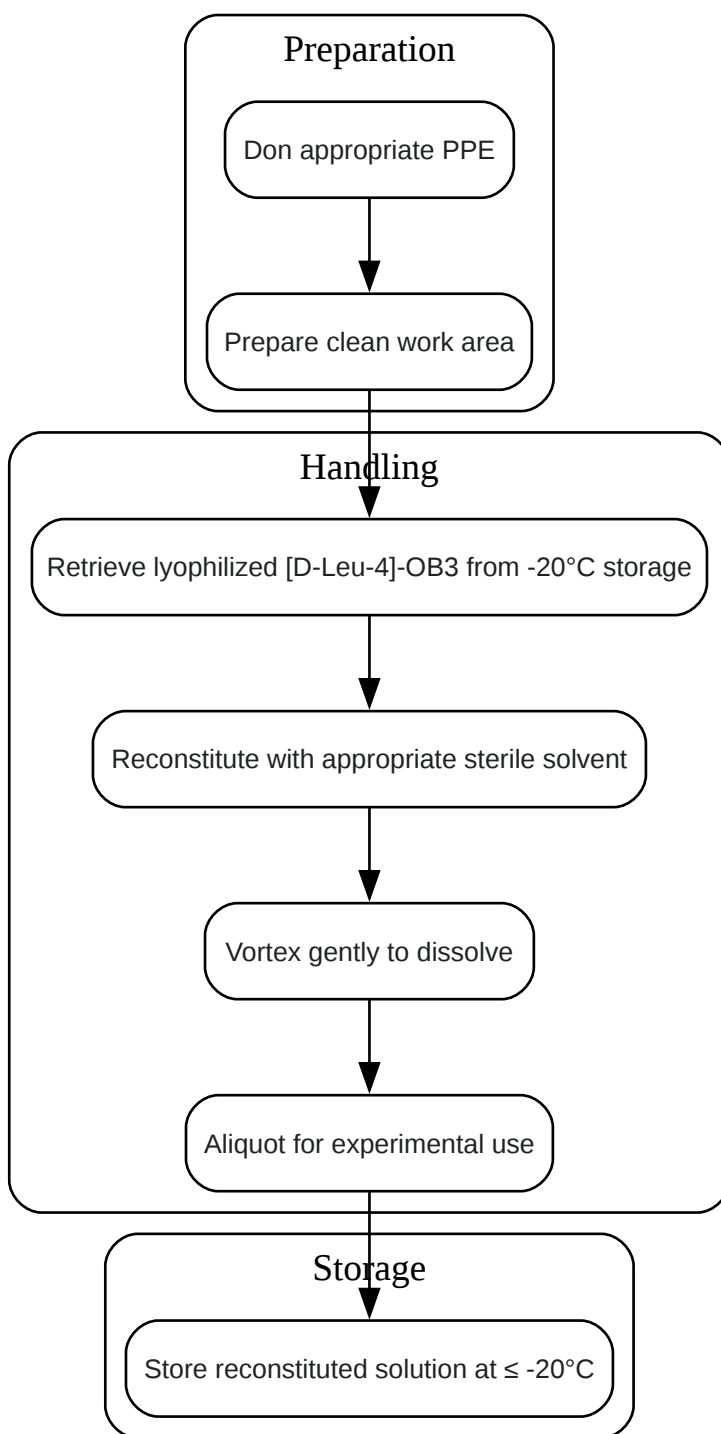 Preparation
Don appropriate PPE
Prepare clean work area
Handling
Retrieve lyophilized [D-Leu-4]-OB3 from -20°C storage
Reconstitute with appropriate sterile solvent
Vortex gently to dissolve
Aliquot for experimental use
Storage
Store reconstituted solution at ≤ -20°C